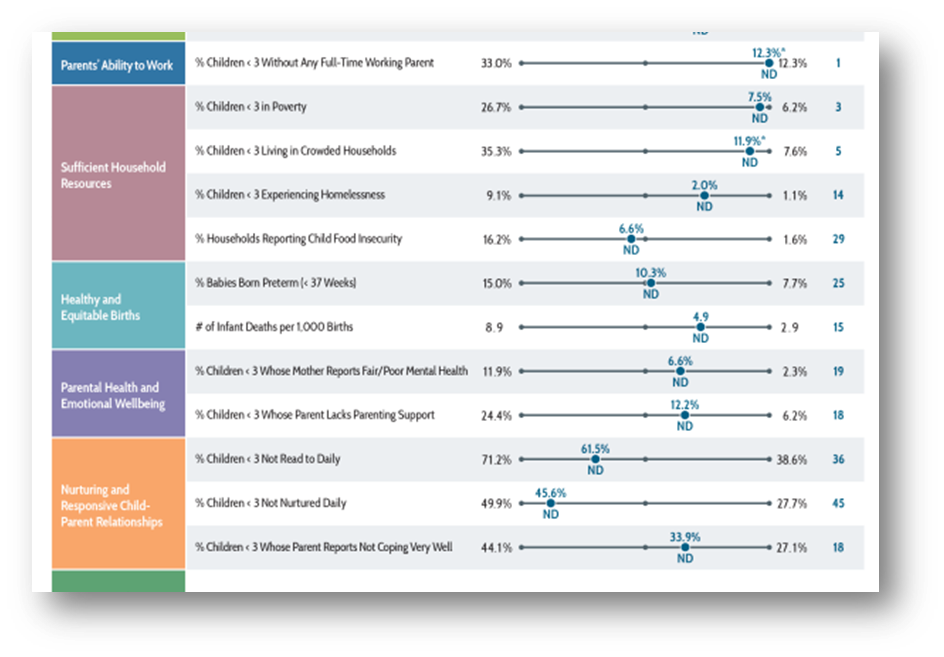 ND
Parents' Ability to Work
% Children < 3 Without Any Full-Time Working Parent 33.0% 12.3%* ND 12.3% 1
Sufficient Household
Resources
% Children < 3 in Poverty 26.7% 7.5% ND 6.2% 3
% Children < 3 Living in Crowded Households 35.3% 11.9%* ND 7.6% 5
% Children < 3 Experiencing Homelessness 9.1% 2.0% ND 1.1% 14
% Households Reporting Child Food Insecurity 16.2% 6.6% ND 1.6% 29
Healthy and
Equitable Births
% Babies Born Preterm (< 37 Weeks) 15.0% 10.3% ND 7.7% 25
# of Infant Deaths per 1,000 Births 8.9 4.9 ND 2.9 15
Parental Health and
Emotional Wellbeing
% Children < 3 Whose Mother Reports Fair/Poor Mental Health 11.9% 6.6% ND 2.3% 19
% Children < 3 Whose Parent Lacks Parenting Support 24.4% 12.2% ND 6.2% 18
Nurturing and
Responsive Child-
Parent Relationships
% Children < 3 Not Read to Daily 71.2% 61.5% ND 38.6% 36
% Children < 3 Not Nurtured Daily 49.9% 45.6% ND 27.7% 45
% Children < 3 Whose Parent Reports Not Coping Very Well 44.1% 33.9% ND 27.1% 18